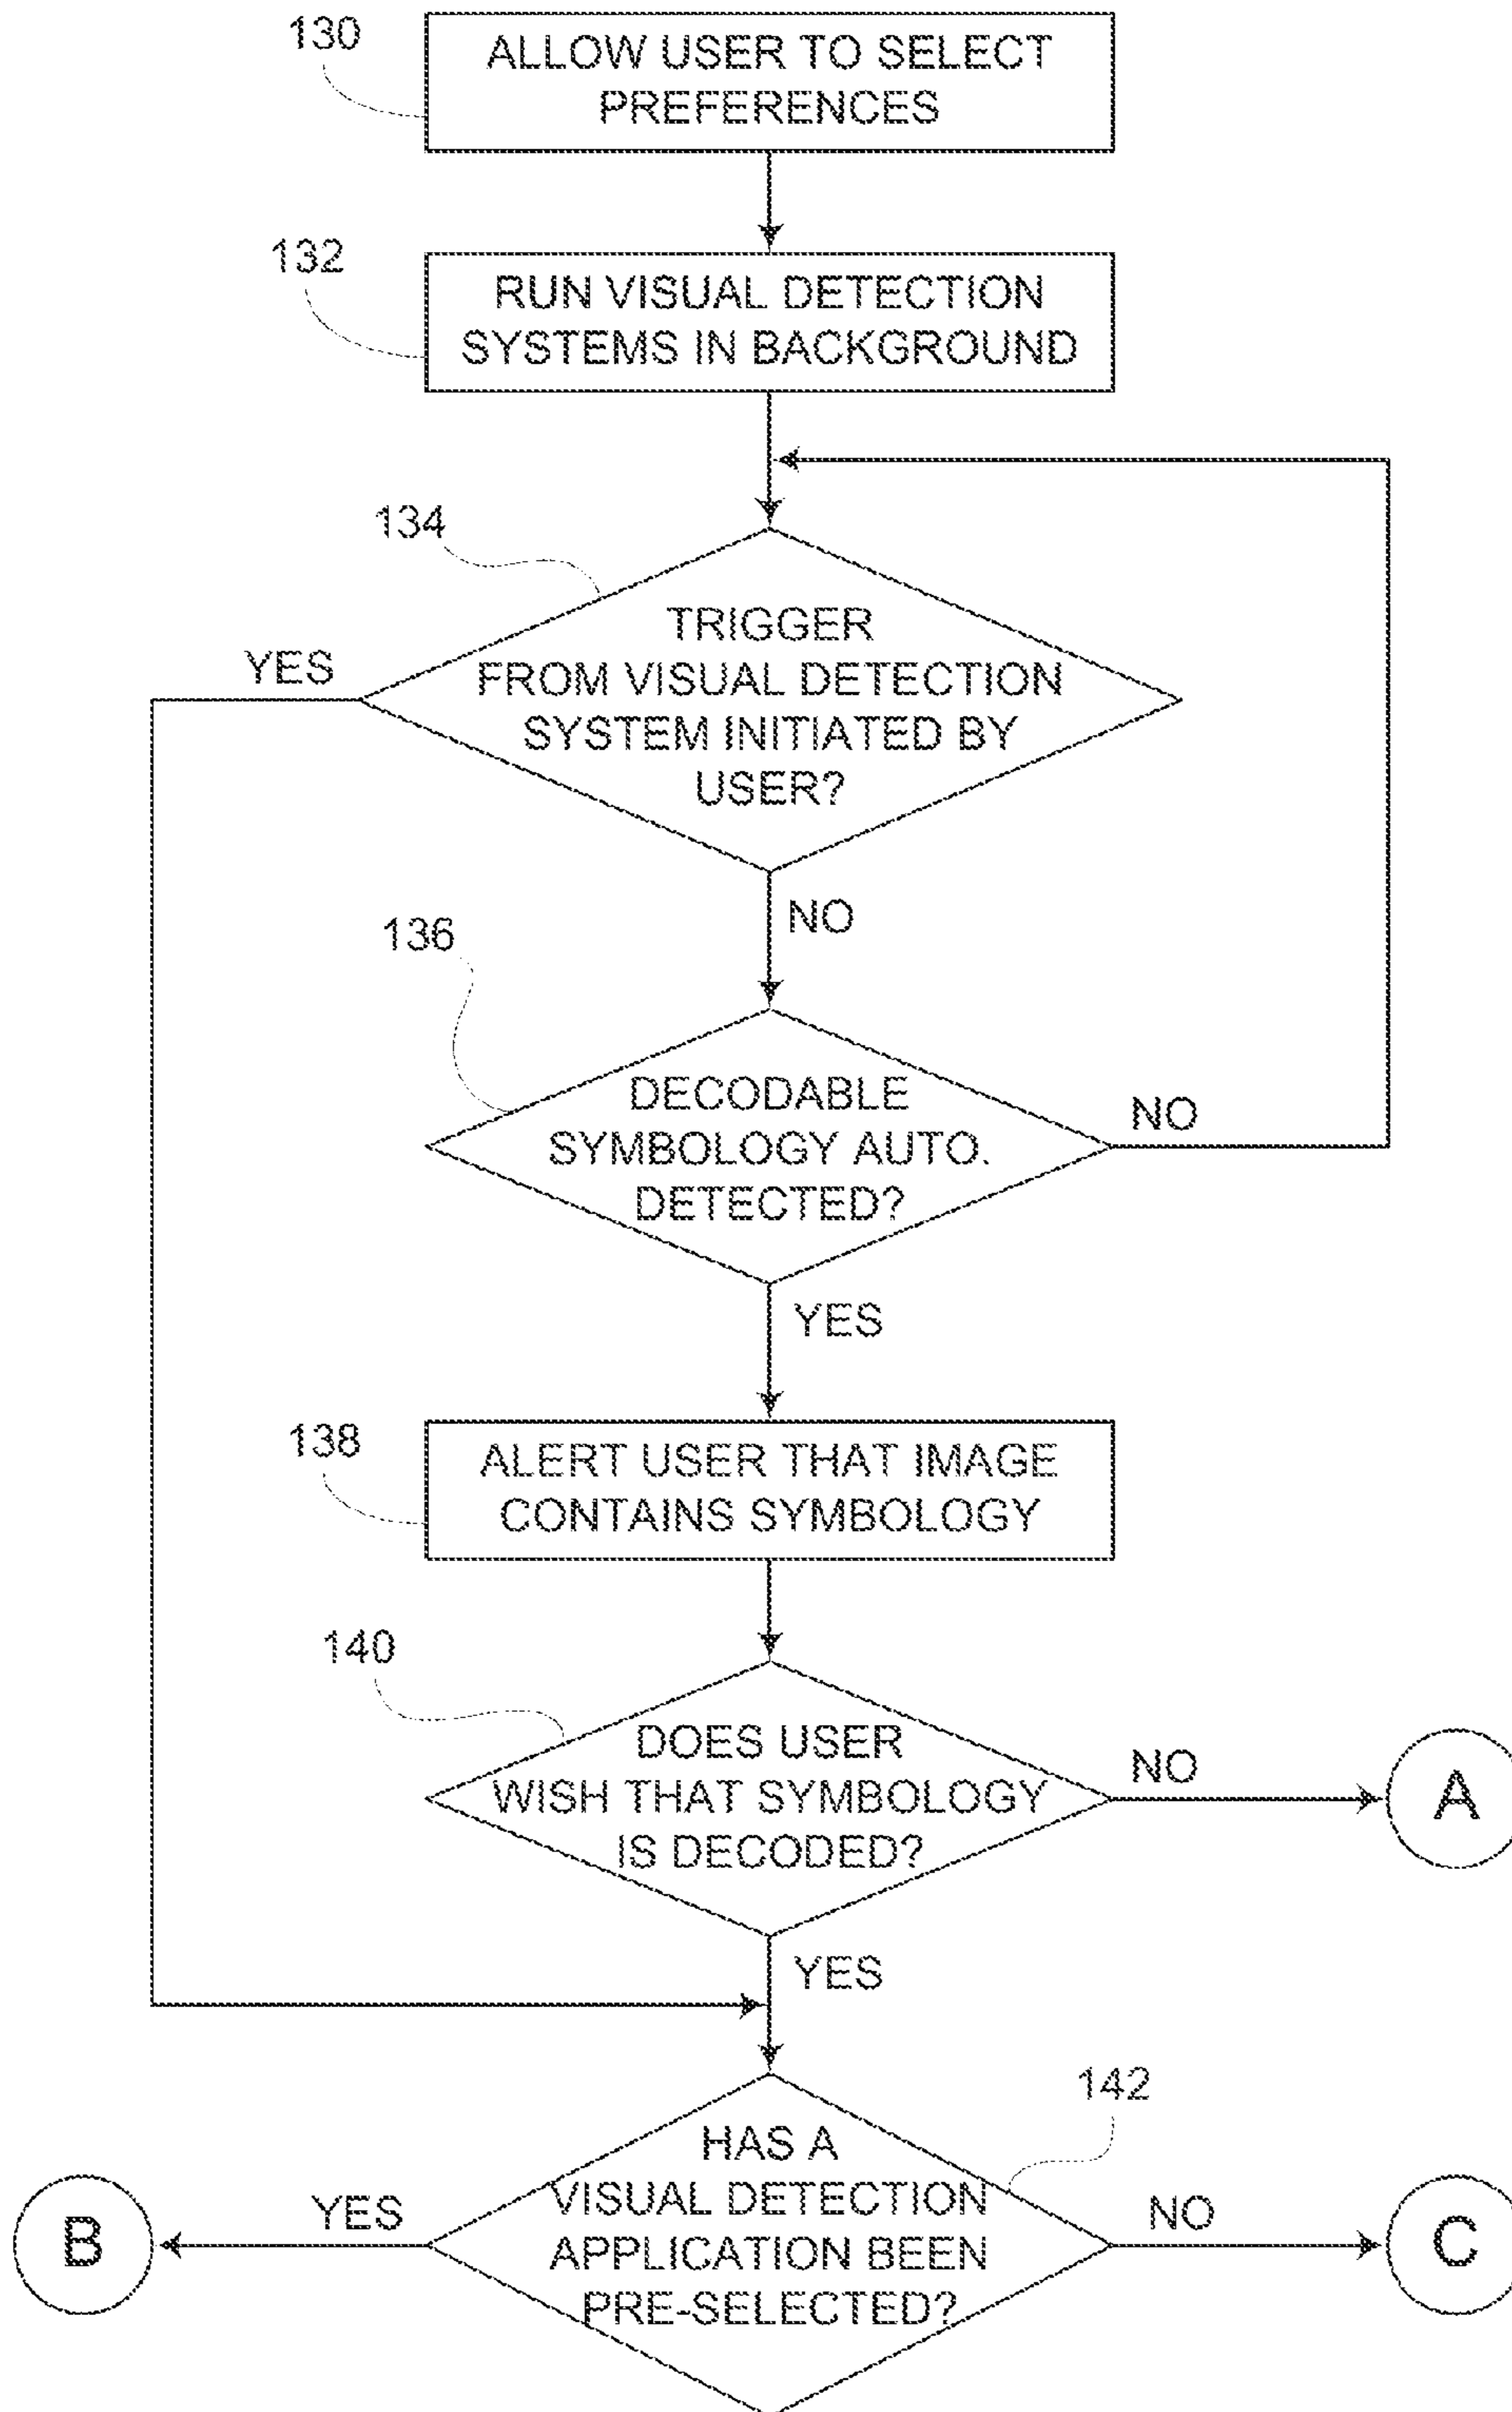 130
ALLOW USER TO SELECT
PREFERENCES
132
RUN VISUAL DETECTION
SYSTEMS IN BACKGROUND
134
YES
TRIGGER
FROM VISUAL DETECTION
SYSTEM INITIATED BY
USER?
NO
136
DECODABLE
SYMBOLOGY AUTO.
DETECTED?
NO
YES
138
ALERT USER THAT IMAGE
CONTAINS SYMBOLOGY
140
DOES USER
WISH THAT SYMBOLOGY
IS DECODED?
NO
A
YES
142
HAS A
VISUAL DETECTION
APPLICATION BEEN
PRE-SELECTED?
YES
B
NO
C